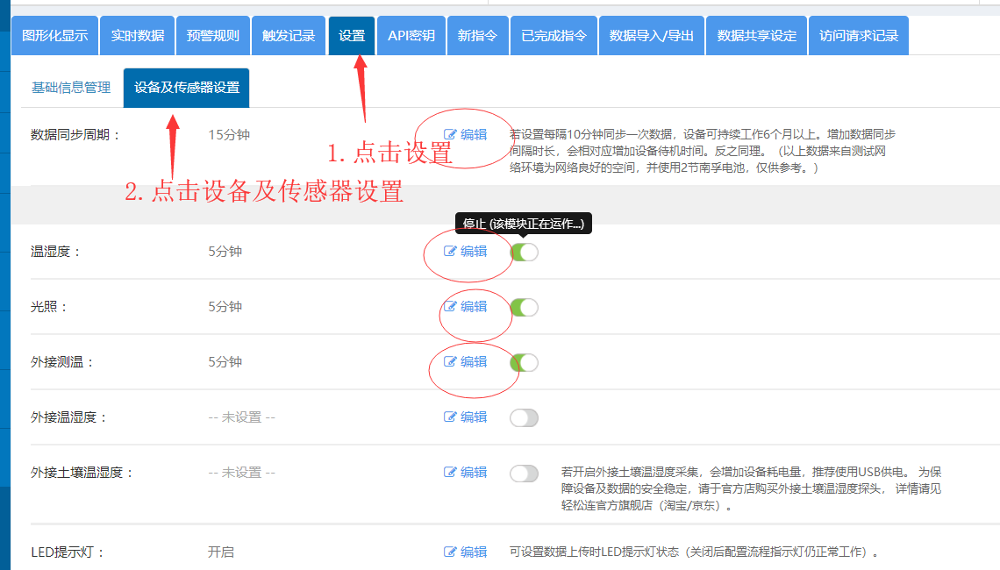 图形化显示 实时数据 预警规则 触发记录 设置 API密钥 新指令 已完成指令 数据导入/导出 数据共享设定 访问请求记录
基础信息管理 设备及传感器设置
数据同步周期： 15分钟 编辑 若设置每隔10分钟同步一次数据，设备可持续工作6个月以上。增加数据同步
间隔时长，会相对应增加设备待机时间。反之同理。（以上数据来自测试网
络环境为网络良好的空间，并使用2节南孚电池，仅供参考。）
1.点击设置
2.点击设备及传感器设置
停止 (该模块正在运作...)
温湿度： 5分钟 编辑
光照： 5分钟 编辑
外接测温： 5分钟 编辑
外接温湿度： -- 未设置 -- 编辑
外接土壤温湿度： -- 未设置 -- 编辑 若开启外接土壤温湿度采集，会增加设备耗电量，推荐使用USB供电。 为保
障设备及数据的安全稳定，请于官方店购买外接土壤温湿度探头， 详情请见
轻松连官方旗舰店（淘宝/京东）。
LED提示灯： 开启 编辑 可设置数据上传时LED提示灯状态（关闭后配置流程指示灯仍正常工作）。